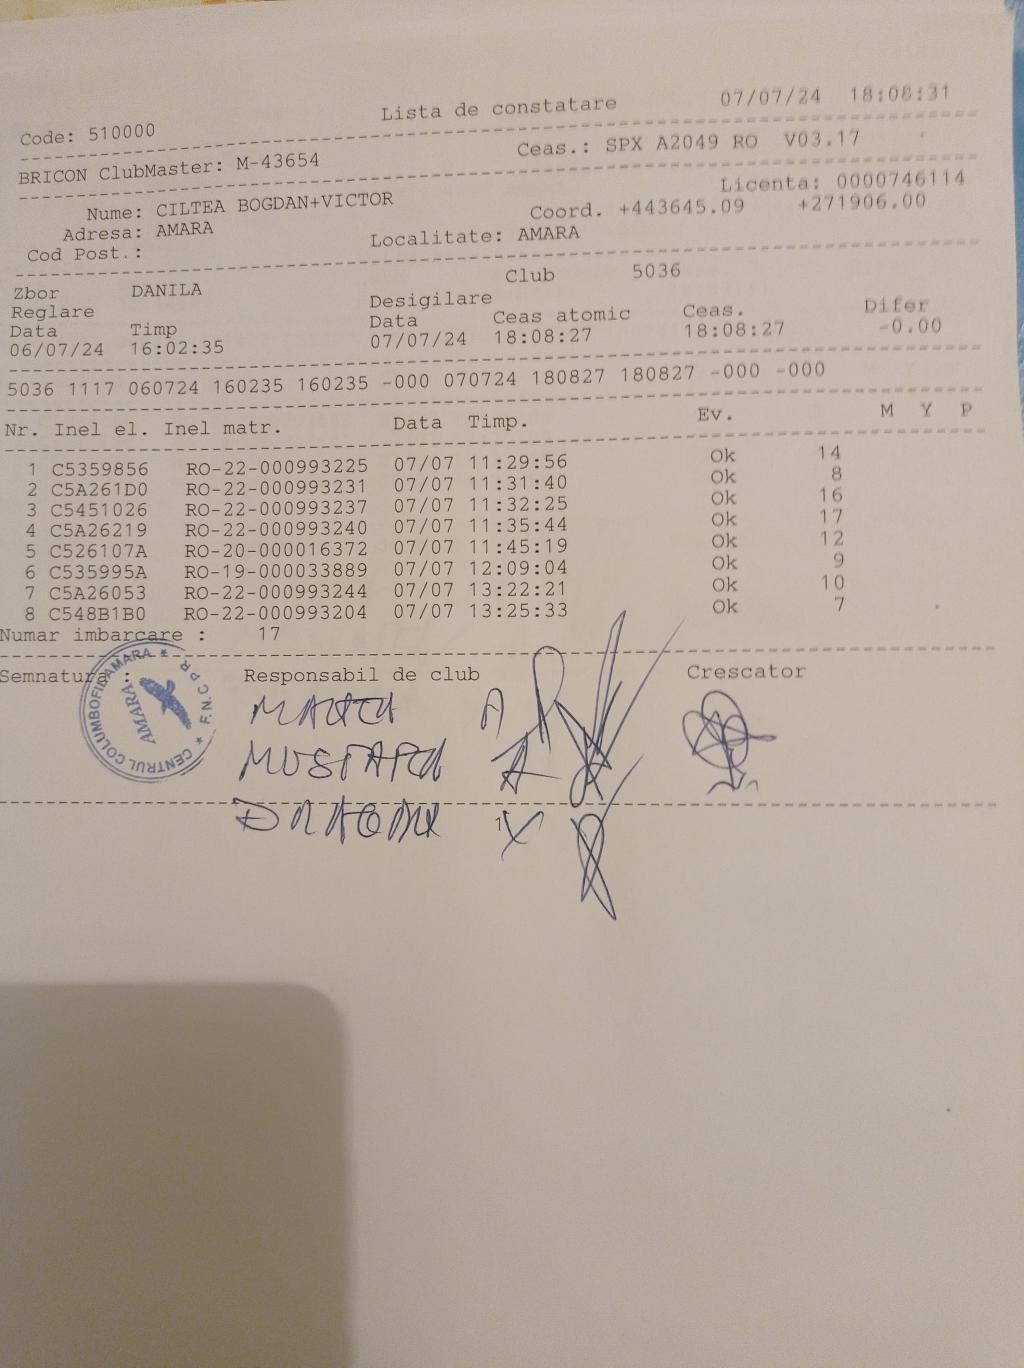 Lista de constatare 07/07/24 18:08:31
Code: 510000
BRICON ClubMaster: M-43654 Ceas.: SPX A2049 RO V03.17
Licenta: 0000746114
Nume: CILTEA BOGDAN+VICTOR Coord. +443645.09 +271906.00
Adresa: AMARA
Cod Post.: Localitate: AMARA
Zbor DANILA Club 5036
Reglare Desigilare
Data Timp Data Ceas atomic Ceas. Difer
06/07/24 16:02:35 07/07/24 18:08:27 18:08:27 -0.00
5036 1117 060724 160235 160235 -000 070724 180827 180827 -000 -000
Nr. Inel el. Inel matr. Data Timp. Ev. M Y P
1 C5359856 RO-22-000993225 07/07 11:29:56 Ok 14
2 C5A261D0 RO-22-000993231 07/07 11:31:40 Ok 8
3 C5451026 RO-22-000993237 07/07 11:32:25 Ok 16
4 C5A26219 RO-22-000993240 07/07 11:35:44 Ok 17
5 C526107A RO-20-000016372 07/07 11:45:19 Ok 12
6 C535995A RO-19-000033889 07/07 12:09:04 Ok 9
7 C5A26053 RO-22-000993244 07/07 13:22:21 Ok 10
8 C548B1B0 RO-22-000993204 07/07 13:25:33 Ok 7
Numar imbarcare : 17
Semnatura : Responsabil de club Crescator
CENTRUL COLUMBOFIL AMARA * F.N.C.P.R. *
AMARA
1